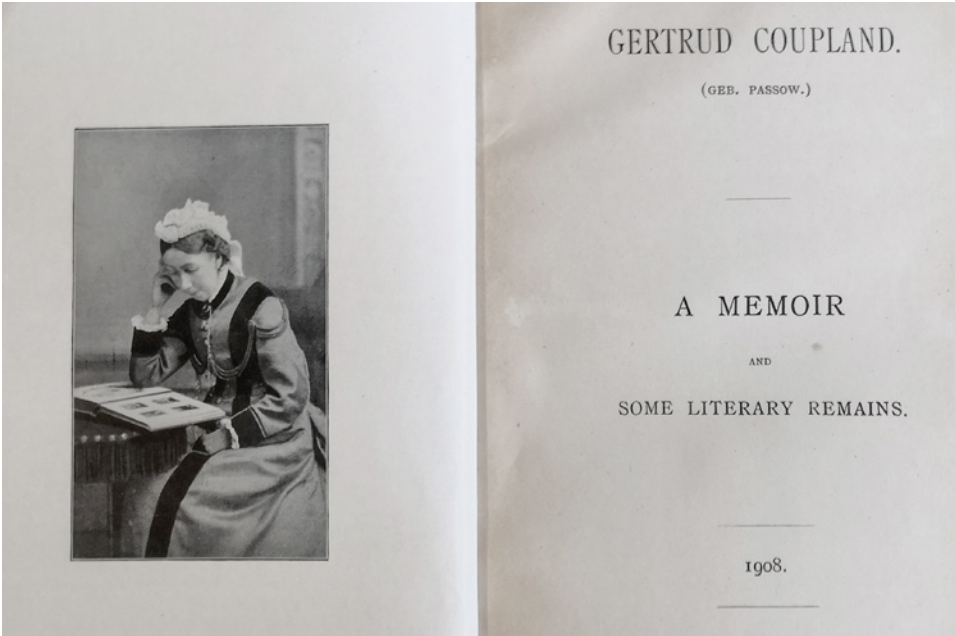 GERTRUD COUPLAND.
(GEB. PASSOW.)
A MEMOIR
AND
SOME LITERARY REMAINS.
1908.